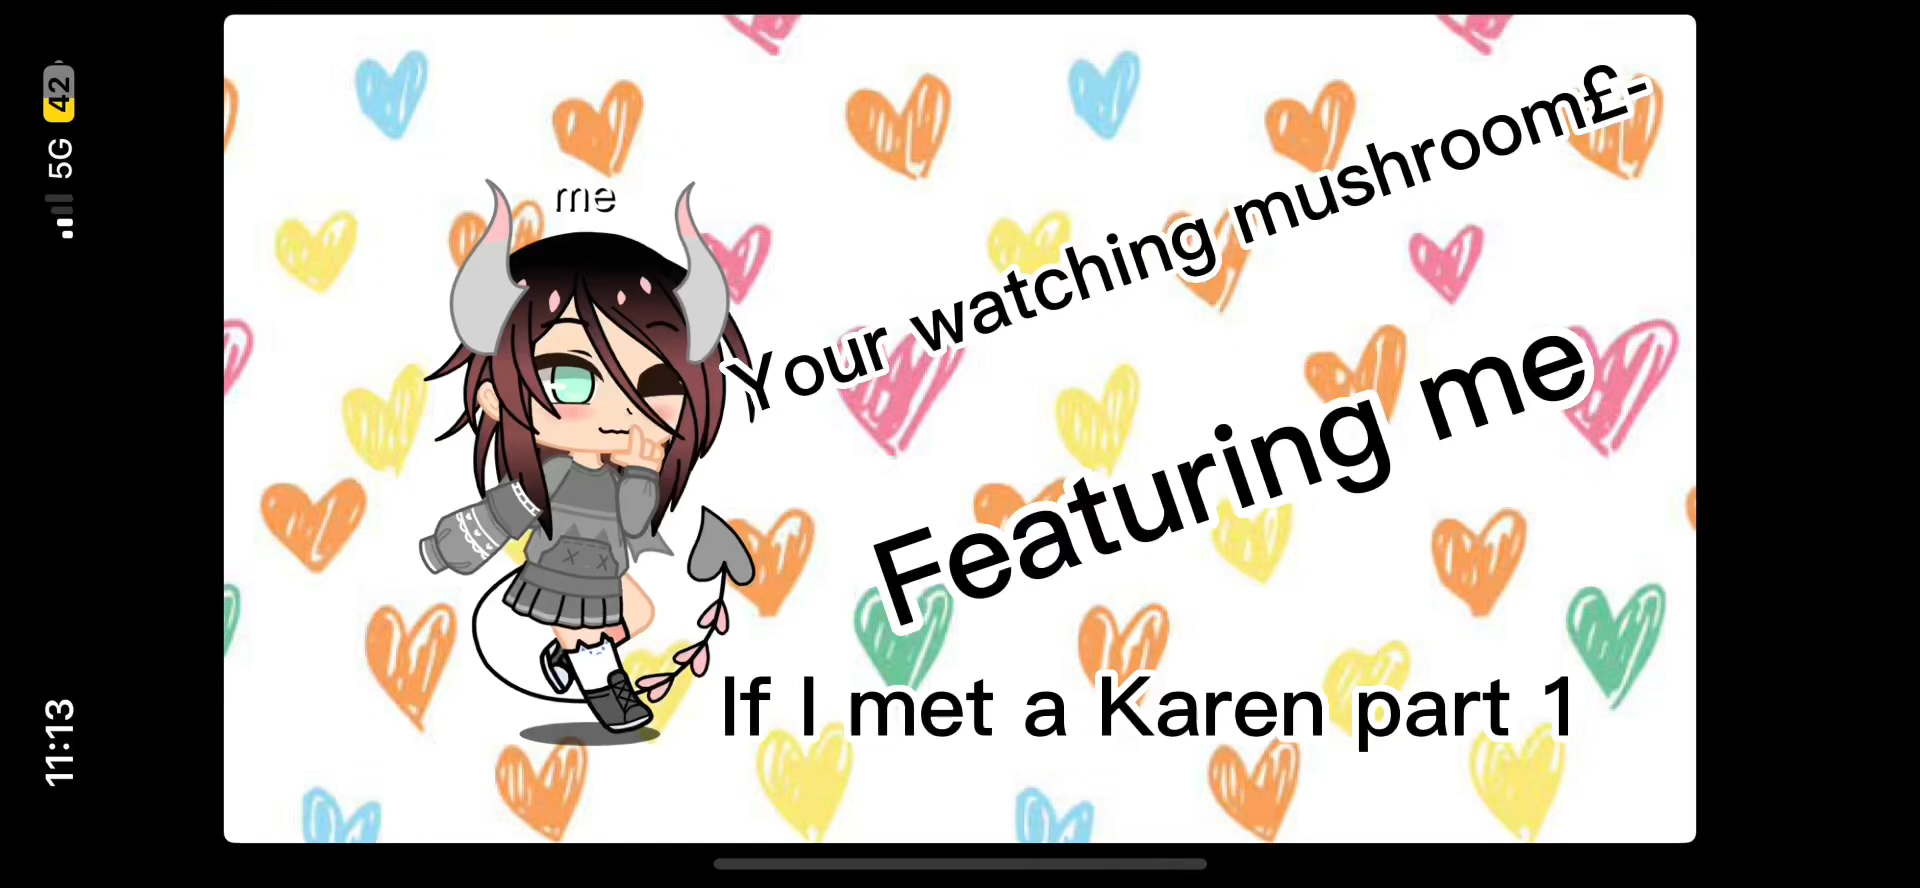 42
5G
11:13
me
Your watching mushroom£-
Featuring me
If I met a Karen part 1